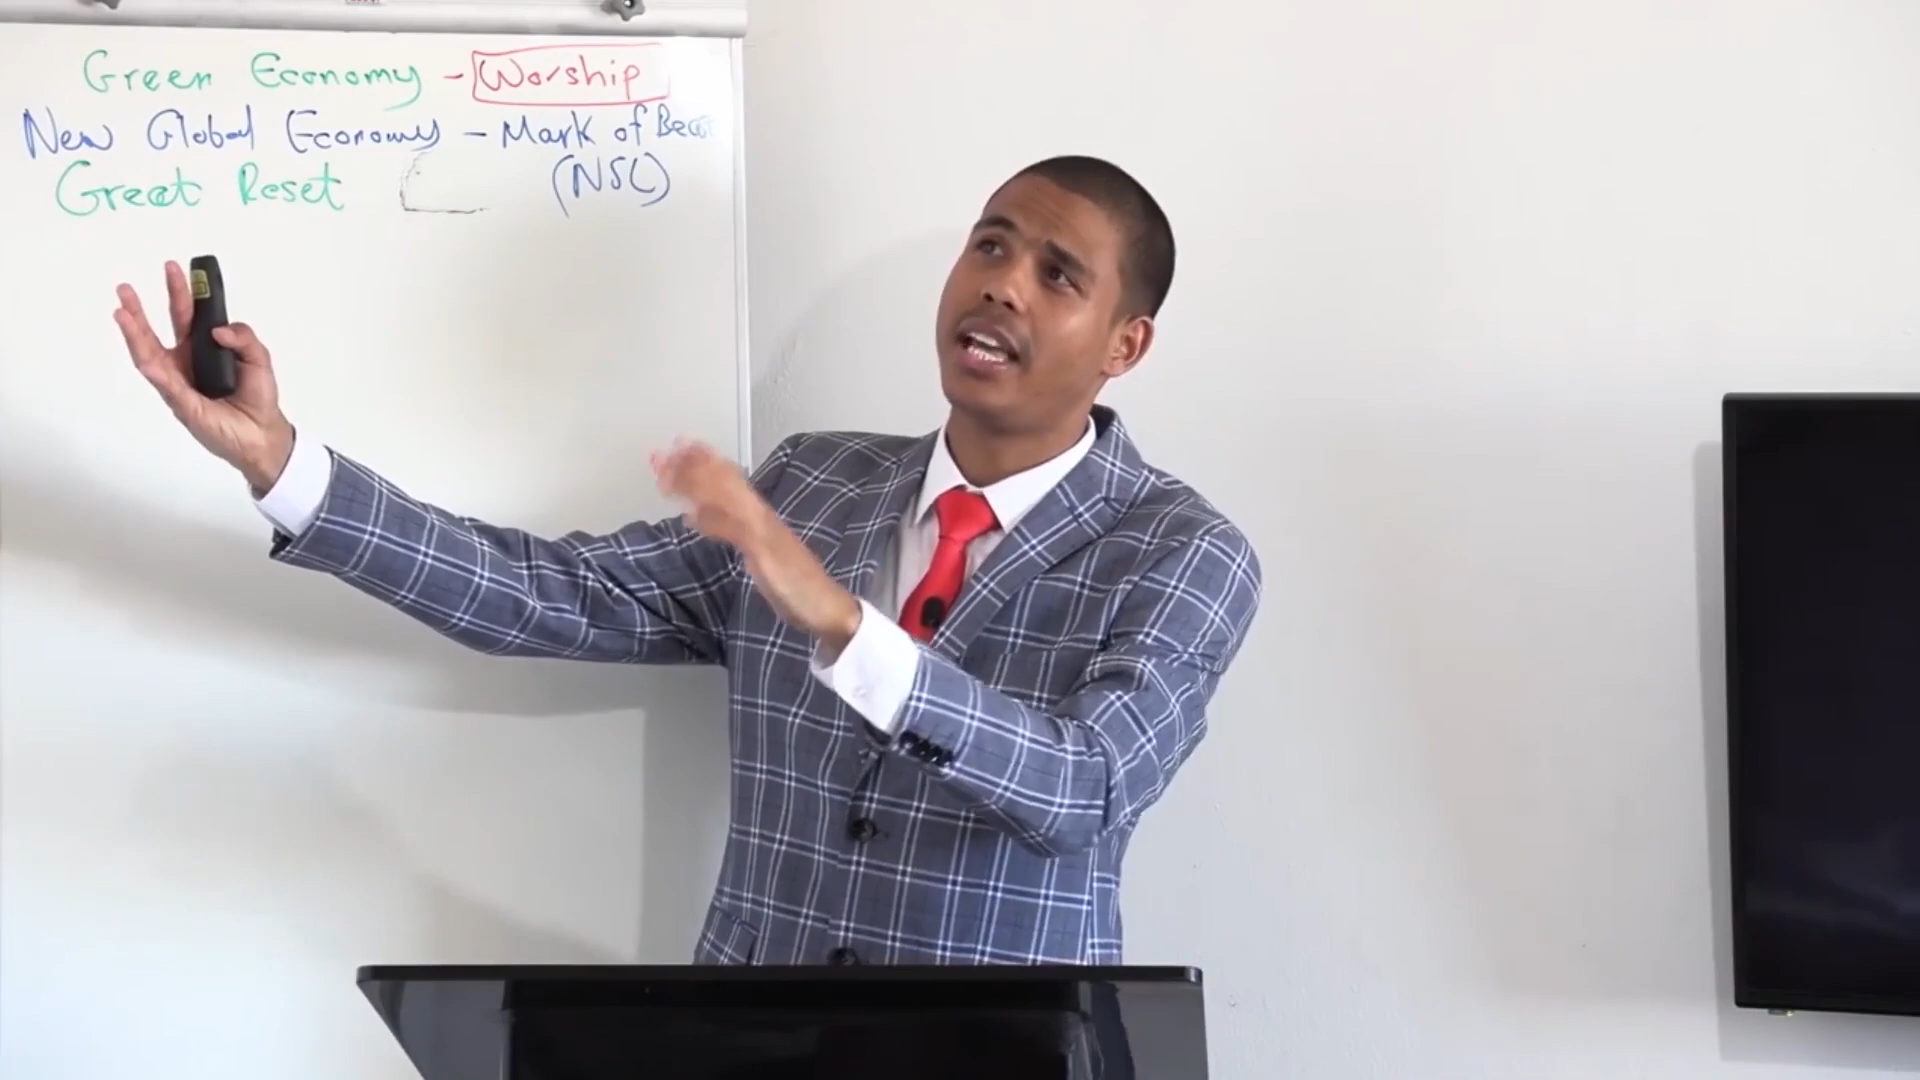 Green Economy - Worship
New Global Economy - Mark of Beast
Great Reset (NSL)